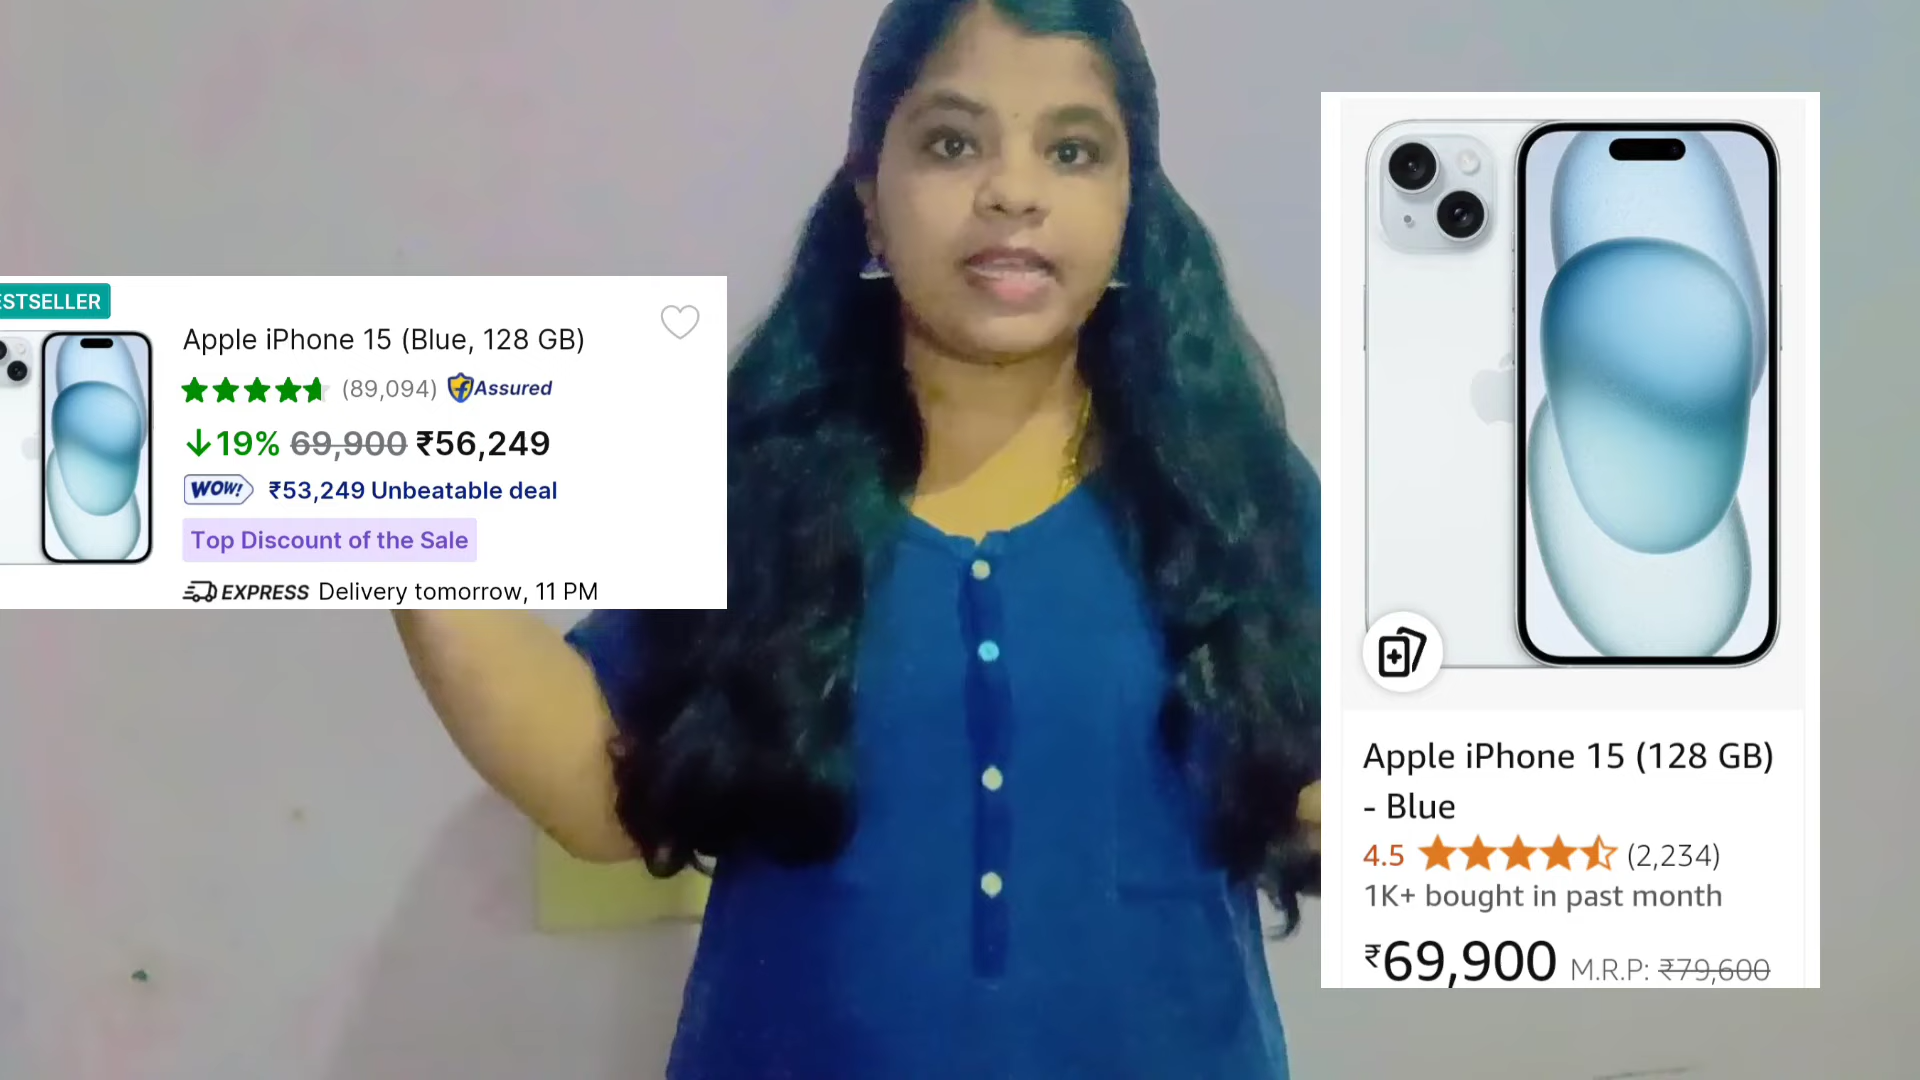 ESTSELLER
Apple iPhone 15 (Blue, 128 GB)
(89,094) Assured
↓19% 69,900 ₹56,249
WOW! ₹53,249 Unbeatable deal
Top Discount of the Sale
EXPRESS Delivery tomorrow, 11 PM
Apple iPhone 15 (128 GB)
- Blue
4.5 (2,234)
1K+ bought in past month
₹69,900 M.R.P: ₹79,600